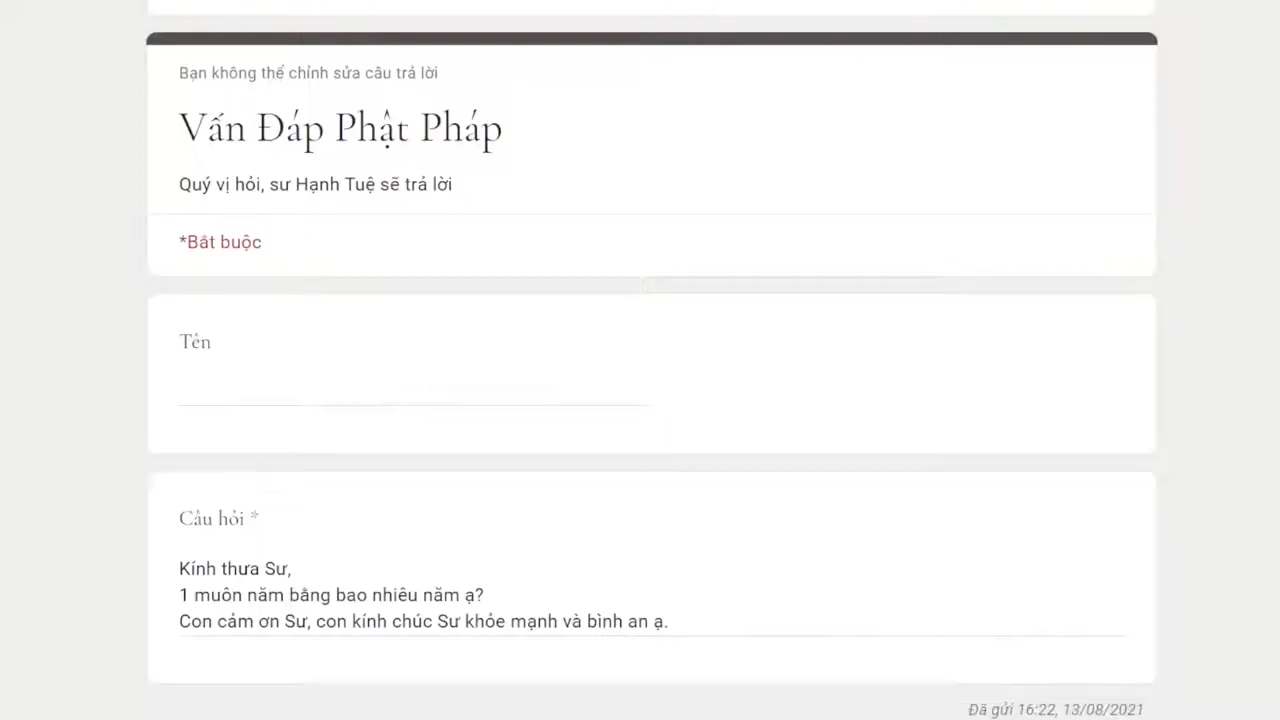 Bạn không thể chỉnh sửa câu trả lời
Vấn Đáp Phật Pháp
Quý vị hỏi, sư Hạnh Tuệ sẽ trả lời
*Bắt buộc
Tên
Câu hỏi *
Kính thưa Sư,
1 muôn năm bằng bao nhiêu năm ạ?
Con cảm ơn Sư, con kính chúc Sư khỏe mạnh và bình an ạ.
Đã gửi 16:22, 13/08/2021